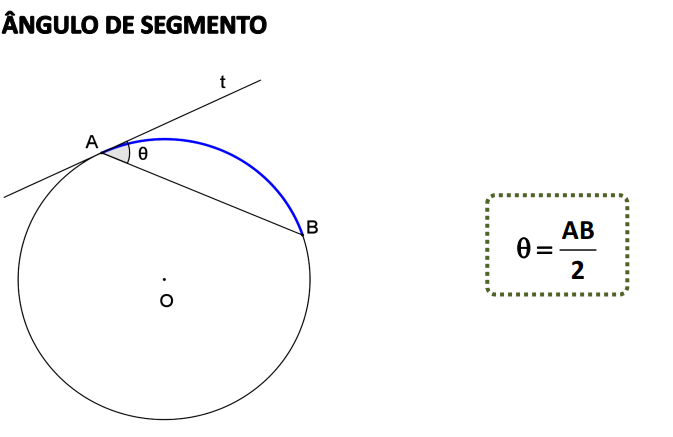 ÂNGULO DE SEGMENTO
t
A
θ
B
O
θ = AB
2